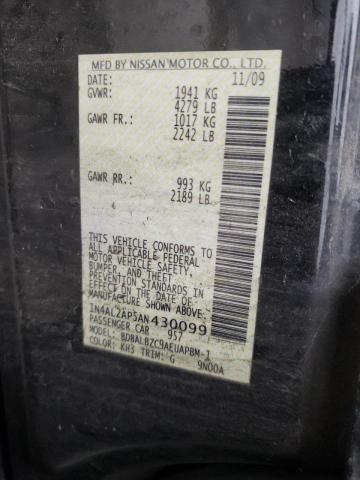 MFD BY NISSAN MOTOR CO., LTD.
DATE: 11/09
GVWR: 1941 KG
4279 LB
GAWR FR.: 1017 KG
2242 LB
GAWR RR.: 993 KG
2189 LB
THIS VEHICLE CONFORMS TO
ALL APPLICABLE FEDERAL
MOTOR VEHICLE SAFETY,
BUMPER, AND THEFT
PREVENTION STANDARDS IN
EFFECT ON THE DATE OF
MANUFACTURE SHOWN ABOVE.
1N4AL2AP5AN430099
PASSENGER CAR 957
MODEL: BDBALBZC9AEUAPBM-1
COLOR: KH3 TRIM: G 9N00A